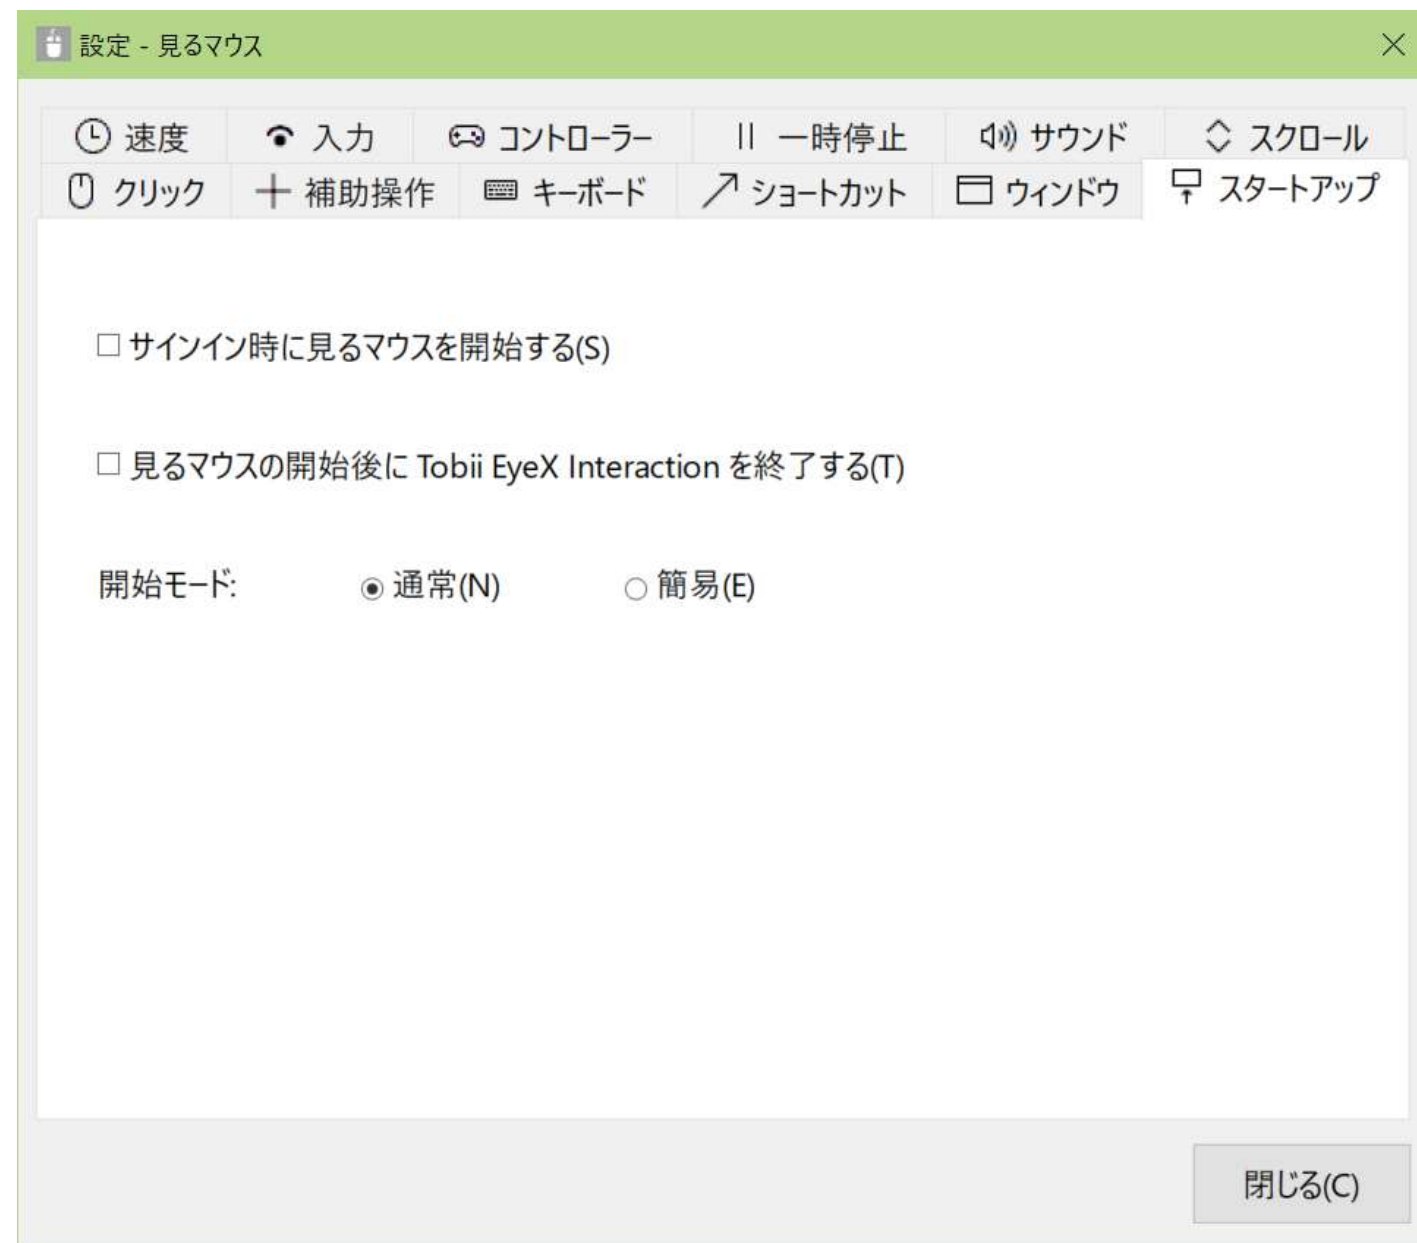 設定 - 見るマウス
速度 入力 コントローラー 一時停止 サウンド スクロール
クリック 補助操作 キーボード ショートカット ウィンドウ スタートアップ
サインイン時に見るマウスを開始する(S)
見るマウスの開始後に Tobii EyeX Interaction を終了する(T)
開始モード: 通常(N) 簡易(E)
閉じる(C)